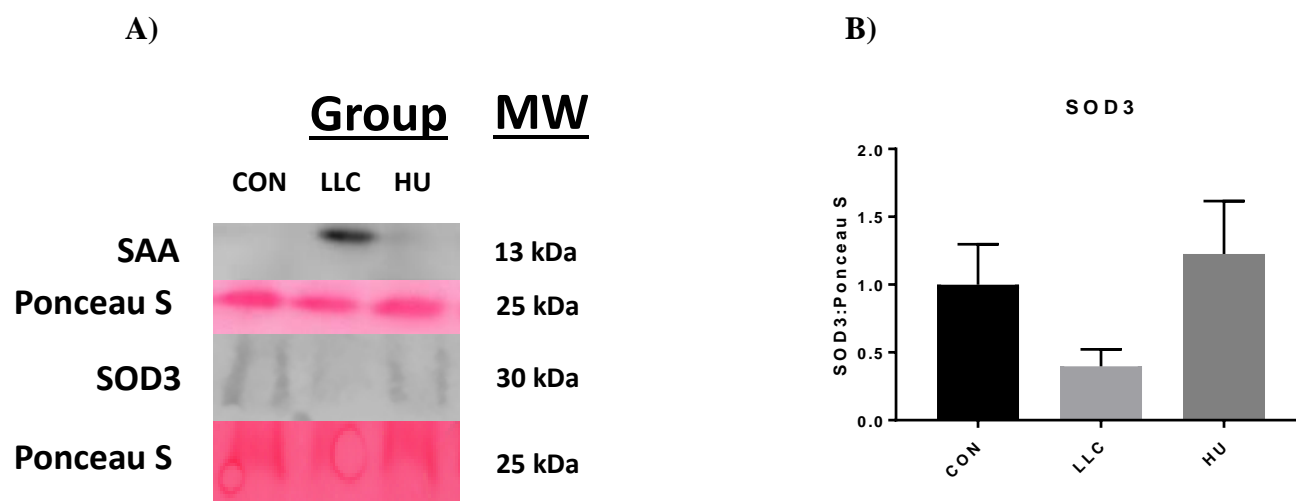 A)
Group MW
CON LLC HU
SAA 13 kDa
Ponceau S 25 kDa
SOD3 30 kDa
Ponceau S 25 kDa
B)
SOD3
SOD3:Ponceau S
2.0
1.5
1.0
0.5
0.0
CON LLC HU